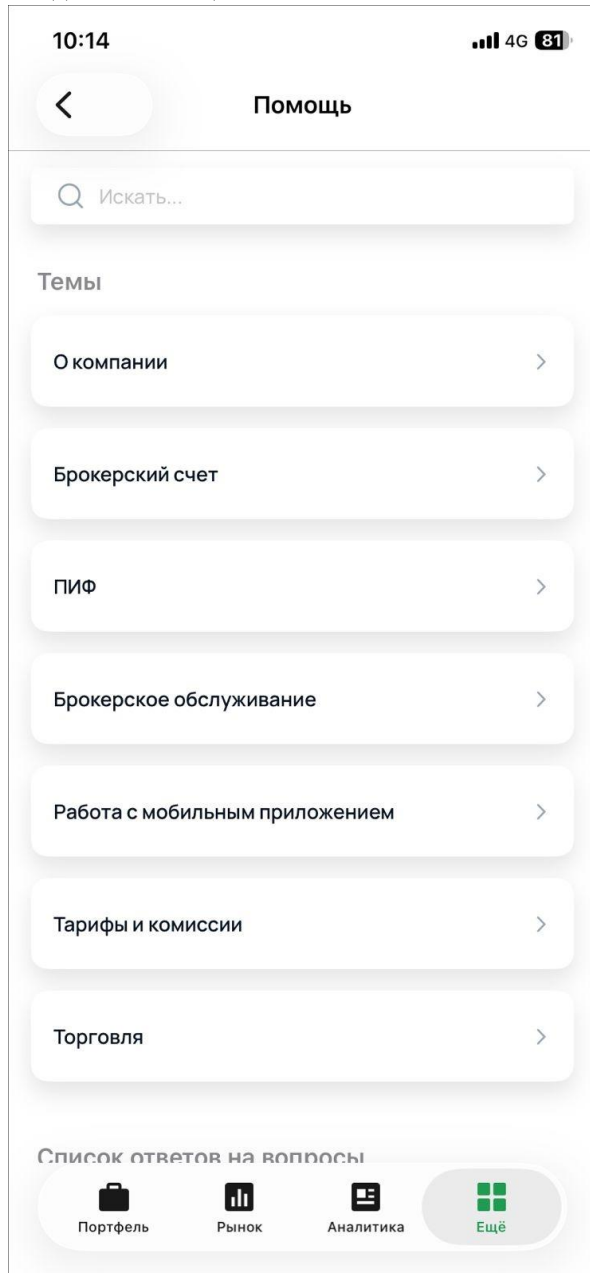 10:14
4G 81
Помощь
Искать...
Темы
О компании
Брокерский счет
ПИФ
Брокерское обслуживание
Работа с мобильным приложением
Тарифы и комиссии
Торговля
Список ответов на вопросы
Портфель Рынок Аналитика Ещё